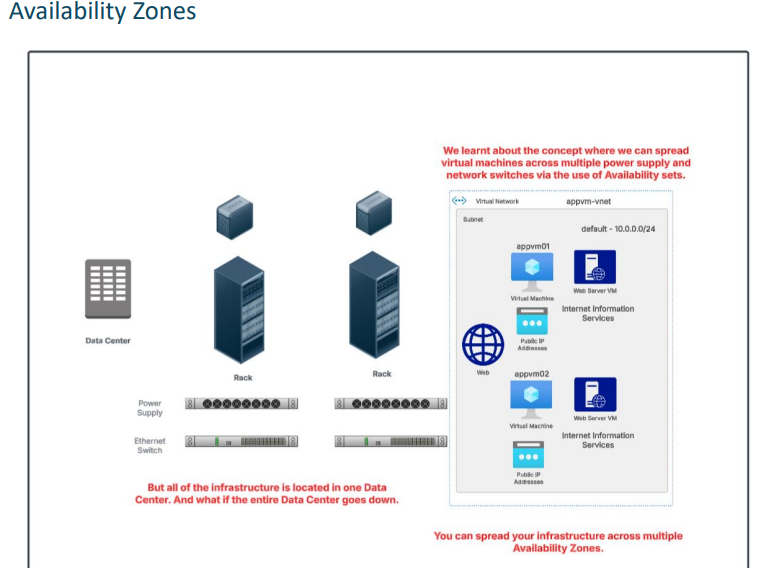 Availability Zones
We learnt about the concept where we can spread
virtual machines across multiple power supply and
network switches via the use of Availability sets.
Virtual Network
appvm-vnet
Subnet
default - 10.0.0.0/24
appvm01
Virtual Machine
Web Server VM
Internet Information
Services
Public IP
Addresses
Web
appvm02
Virtual Machine
Web Server VM
Internet Information
Services
Public IP
Addresses
Data Center
Rack
Rack
Power
Supply
Ethernet
Switch
But all of the infrastructure is located in one Data
Center. And what if the entire Data Center goes down.
You can spread your infrastructure across multiple
Availability Zones.